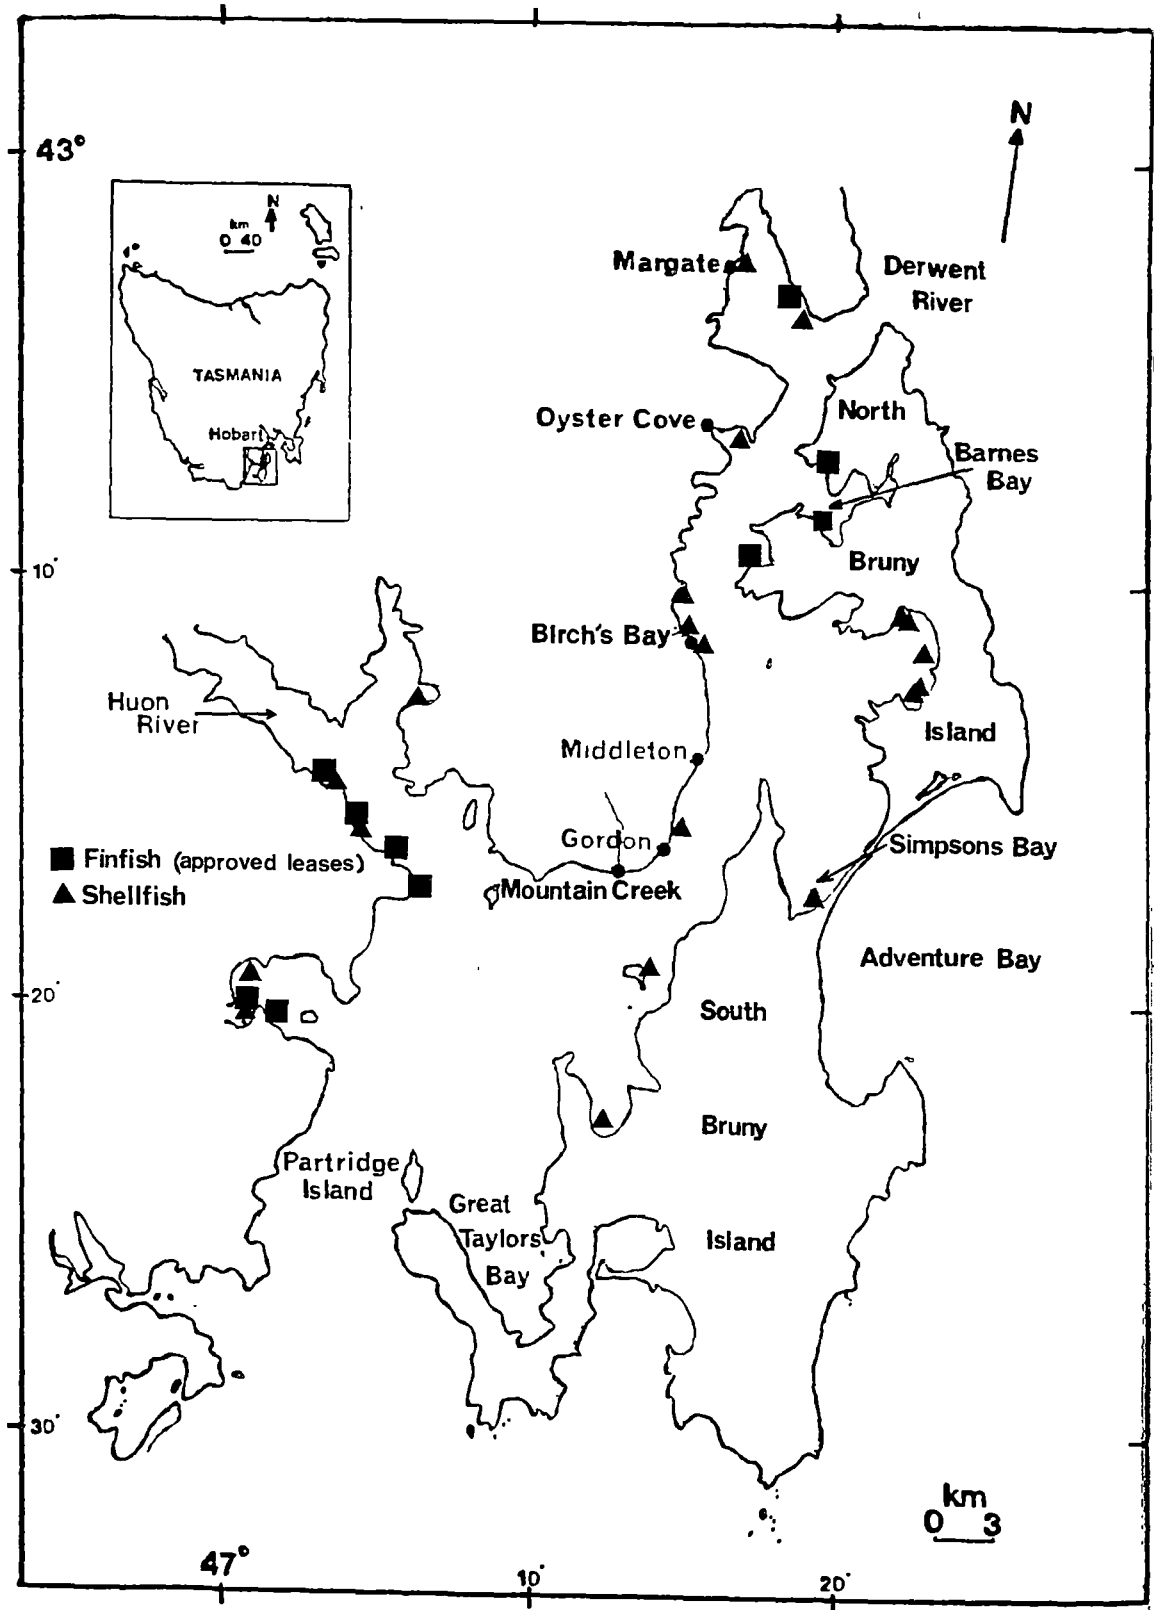 43°
N
km
0 40
TASMANIA
Hobart
N
Margate
Derwent
River
Oyster Cove
North
Barnes
Bay
10'
Bruny
Birch's Bay
Huon
River
Island
Middleton
Gordon
Simpsons Bay
Finfish (approved leases)
Shellfish
Mountain Creek
Adventure Bay
20'
South
Bruny
Partridge
Island
Great
Taylors
Bay
Island
30'
km
0 3
47°
10'
20'